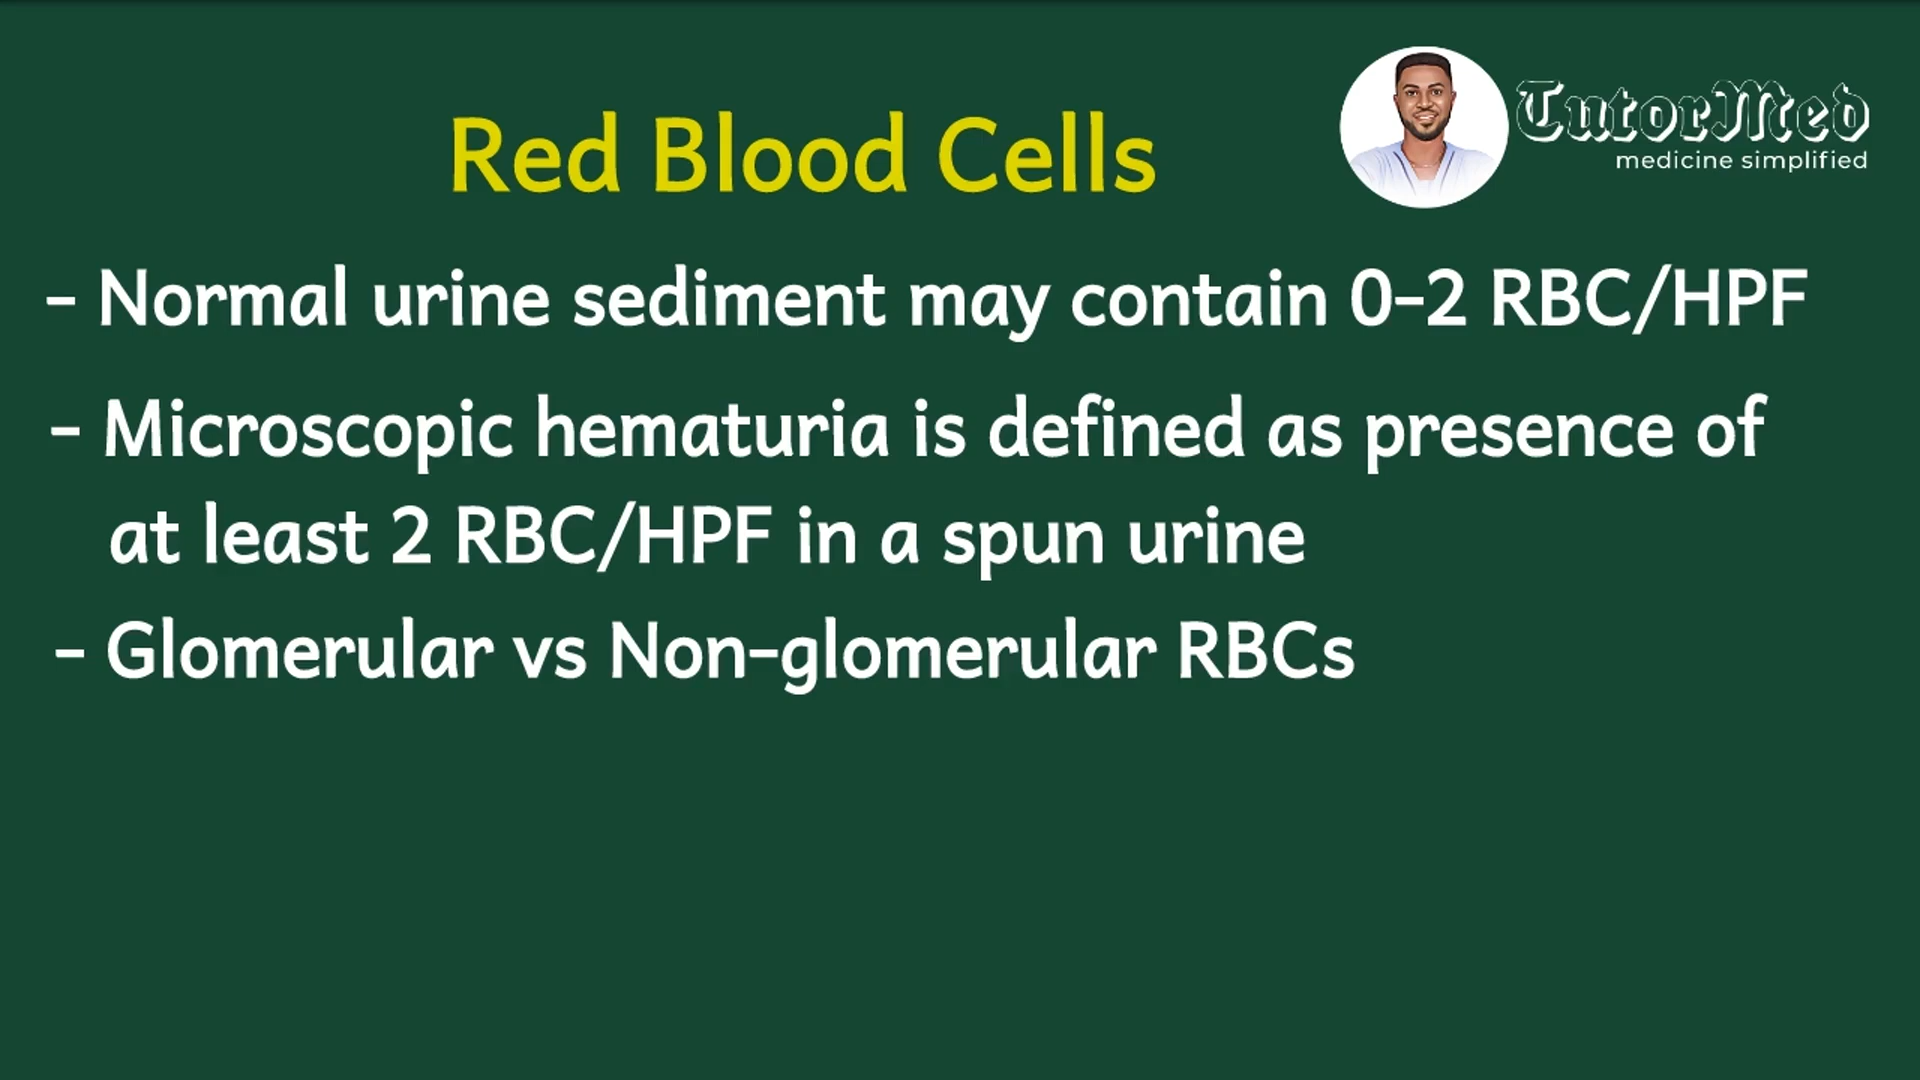 TutorMed
medicine simplified
Red Blood Cells
- Normal urine sediment may contain 0-2 RBC/HPF
- Microscopic hematuria is defined as presence of
at least 2 RBC/HPF in a spun urine
- Glomerular vs Non-glomerular RBCs